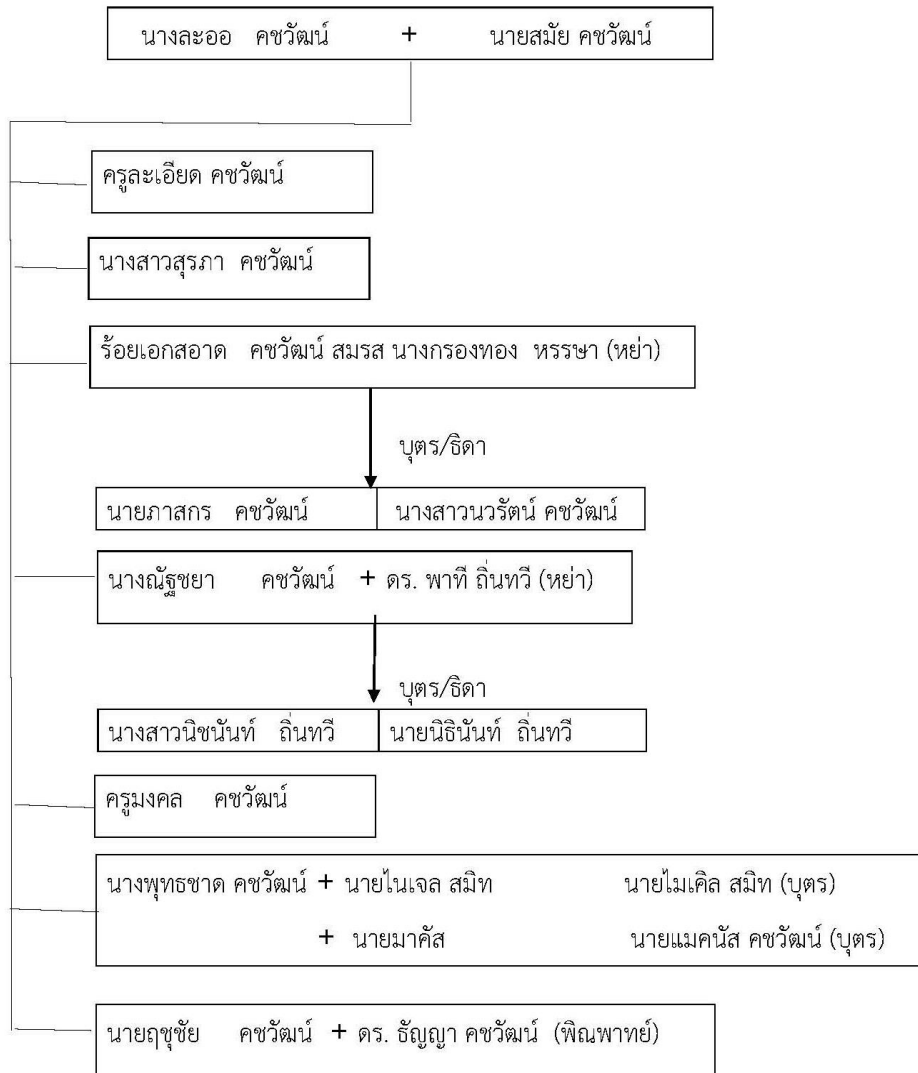 นางละออ คชวัฒน์ + นายสมัย คชวัฒน์
ครูละเอียด คชวัฒน์
นางสาวสุรภา คชวัฒน์
ร้อยเอกสอาด คชวัฒน์ สมรส นางกรองทอง หรรษา (หย่า)
บุตร/ธิดา
นายภาสกร คชวัฒน์ นางสาวนวรัตน์ คชวัฒน์
นางณัฐชยา คชวัฒน์ + ดร. พาที ถิ่นทวี (หย่า)
บุตร/ธิดา
นางสาวนิชนันท์ ถิ่นทวี นายนิธินันท์ ถิ่นทวี
ครูมงคล คชวัฒน์
นางพุทธชาด คชวัฒน์ + นายไนเจล สมิท นายไมเคิล สมิท (บุตร)
+ นายมาคัส นายแมคนัส คชวัฒน์ (บุตร)
นายฤชุชัย คชวัฒน์ + ดร. ธัญญา คชวัฒน์ (พิณพาทย์)